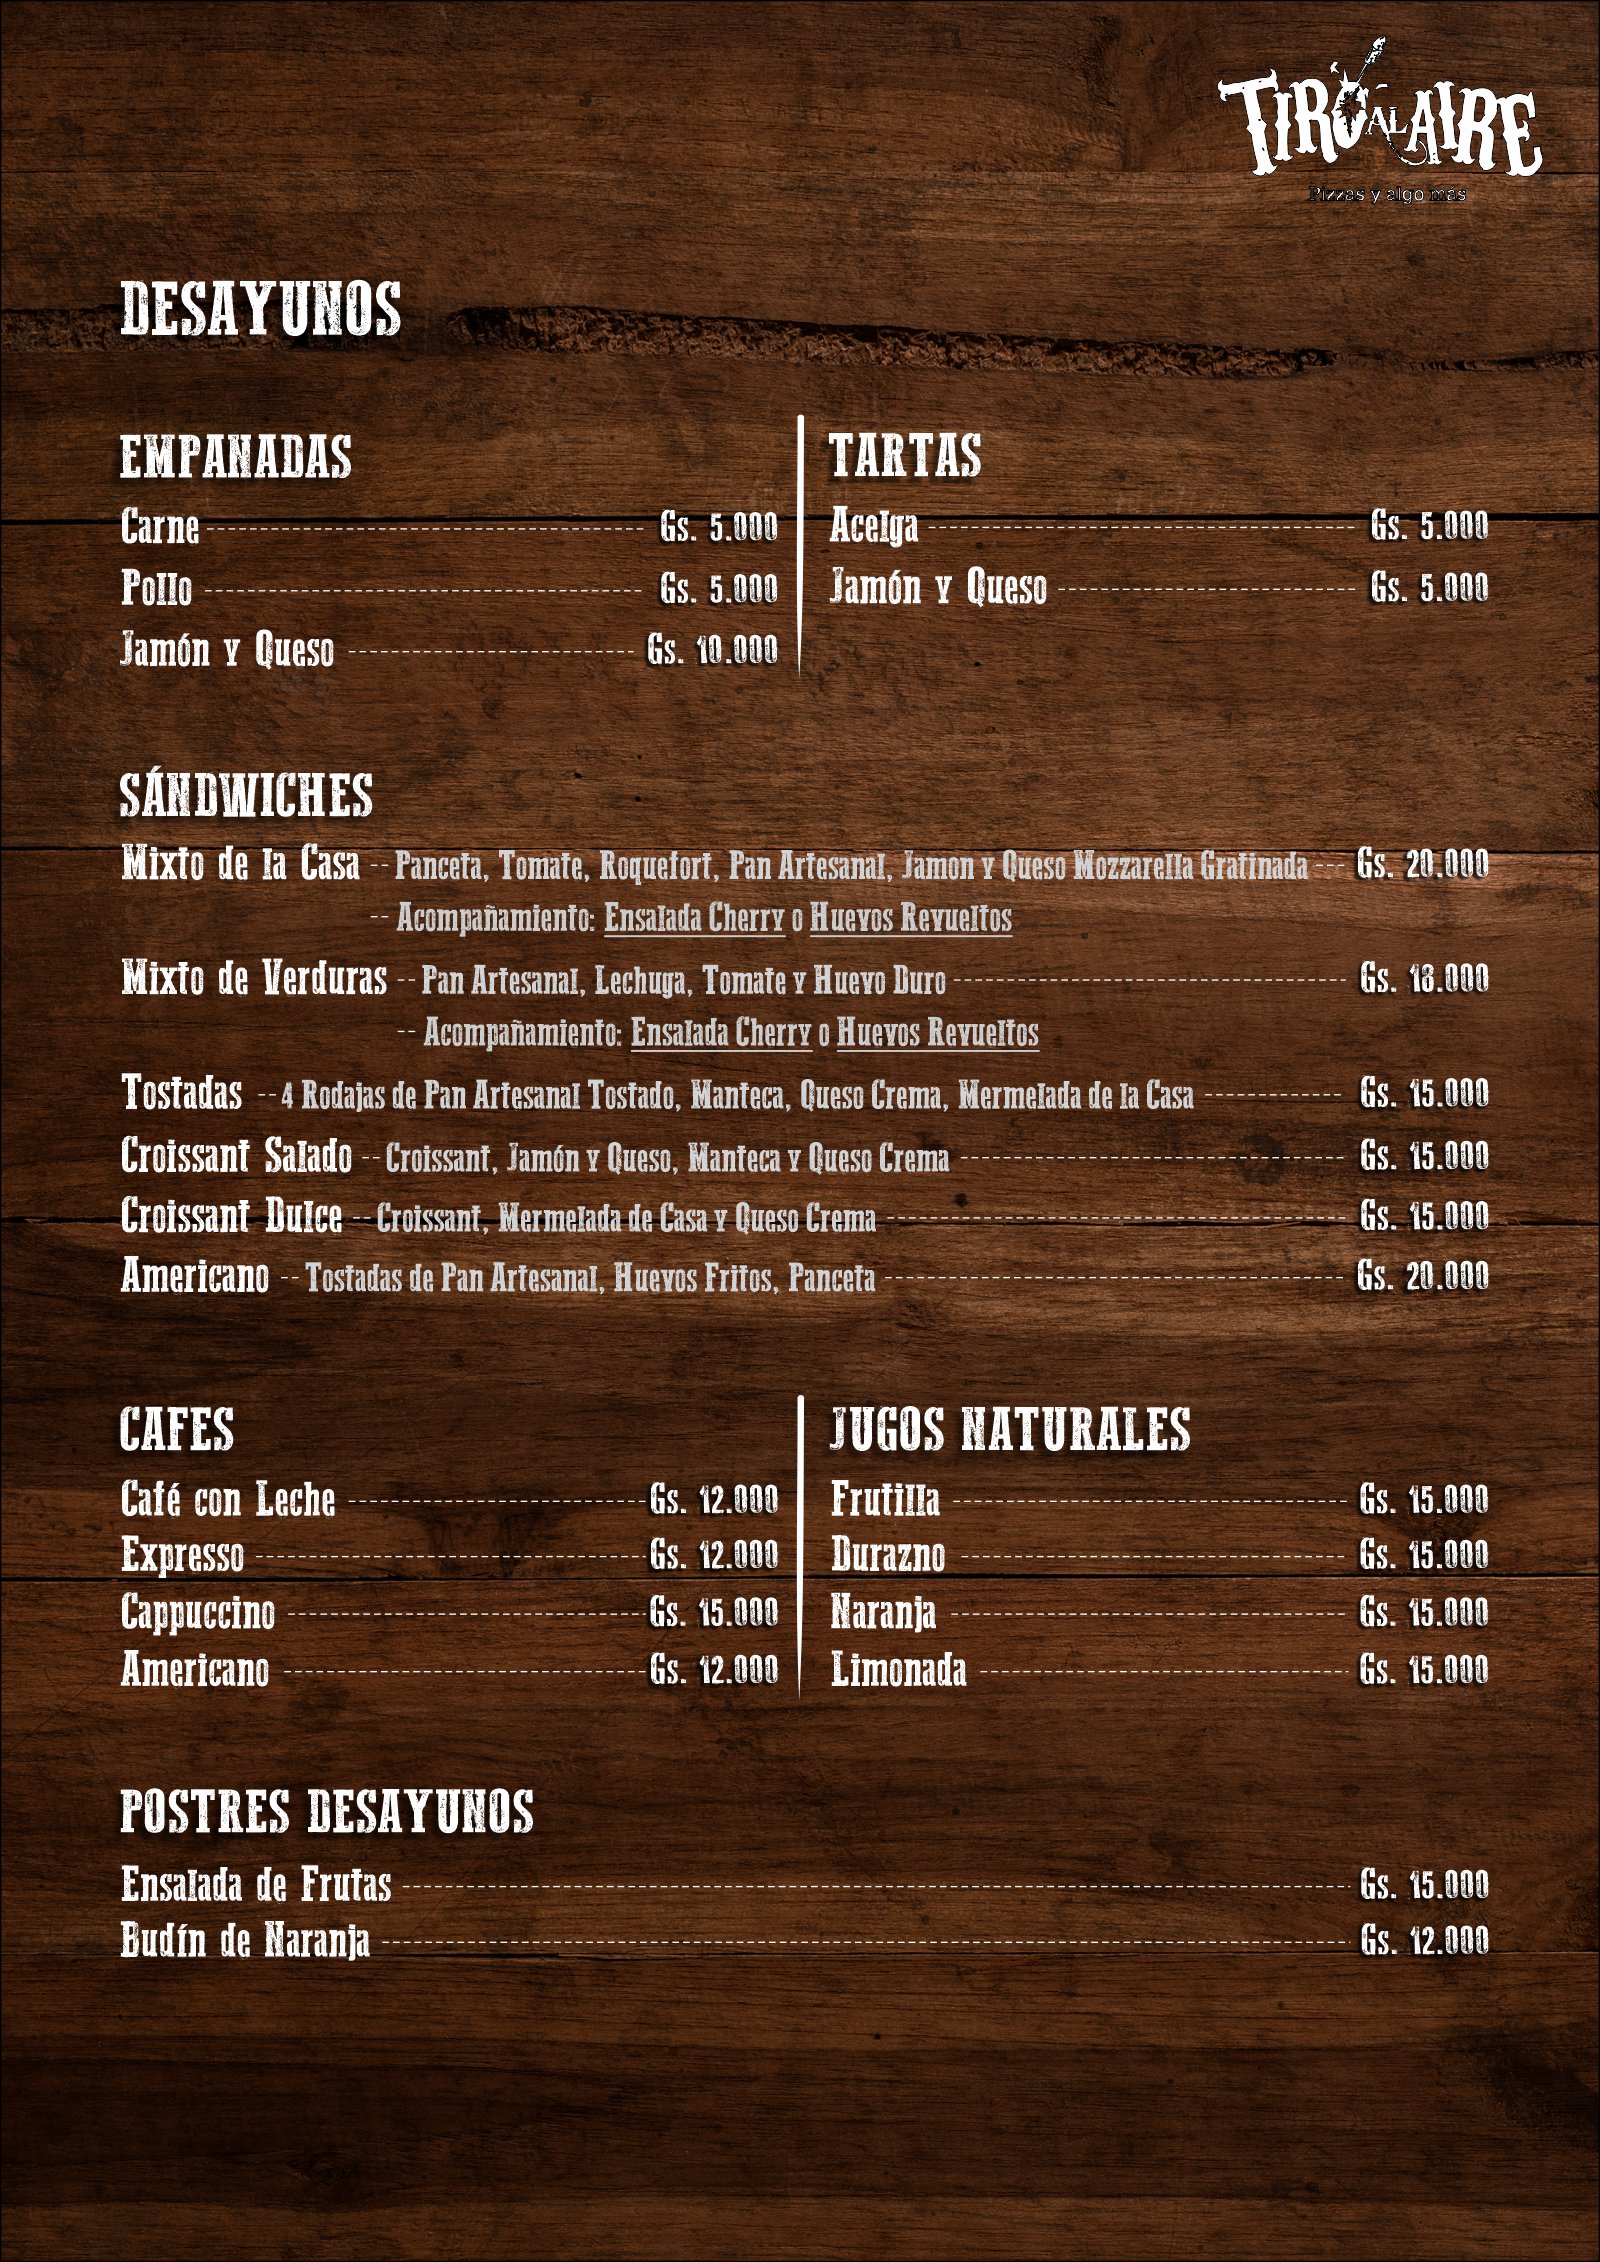 TIRO AL AIRE
Pizzas y algo más
DESAYUNOS
EMPANADAS
Carne Gs. 5.000
Pollo Gs. 5.000
Jamón y Queso Gs. 10.000
TARTAS
Acelga Gs. 5.000
Jamón y Queso Gs. 5.000
SÁNDWICHES
Mixto de la Casa -- Panceta, Tomate, Roquefort, Pan Artesanal, Jamon y Queso Mozzarella Gratinada --- Gs. 20.000
-- Acompañamiento: Ensalada Cherry o Huevos Revueltos
Mixto de Verduras -- Pan Artesanal, Lechuga, Tomate y Huevo Duro Gs. 18.000
-- Acompañamiento: Ensalada Cherry o Huevos Revueltos
Tostadas -- 4 Rodajas de Pan Artesanal Tostado, Manteca, Queso Crema, Mermelada de la Casa Gs. 15.000
Croissant Salado -- Croissant, Jamón y Queso, Manteca y Queso Crema Gs. 15.000
Croissant Dulce -- Croissant, Mermelada de Casa y Queso Crema Gs. 15.000
Americano -- Tostadas de Pan Artesanal, Huevos Fritos, Panceta Gs. 20.000
CAFES
Café con Leche Gs. 12.000
Expresso Gs. 12.000
Cappuccino Gs. 15.000
Americano Gs. 12.000
JUGOS NATURALES
Frutilla Gs. 15.000
Durazno Gs. 15.000
Naranja Gs. 15.000
Limonada Gs. 15.000
POSTRES DESAYUNOS
Ensalada de Frutas Gs. 15.000
Budín de Naranja Gs. 12.000